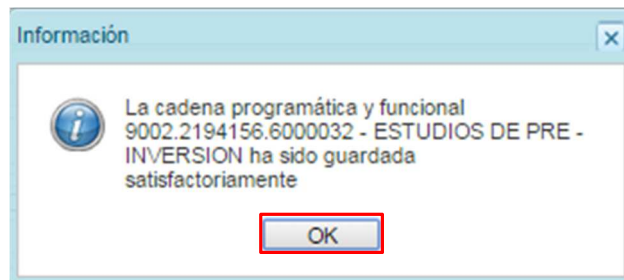 Información
La cadena programática y funcional
9002.2194156.6000032 - ESTUDIOS DE PRE -
INVERSION ha sido guardada
satisfactoriamente
OK